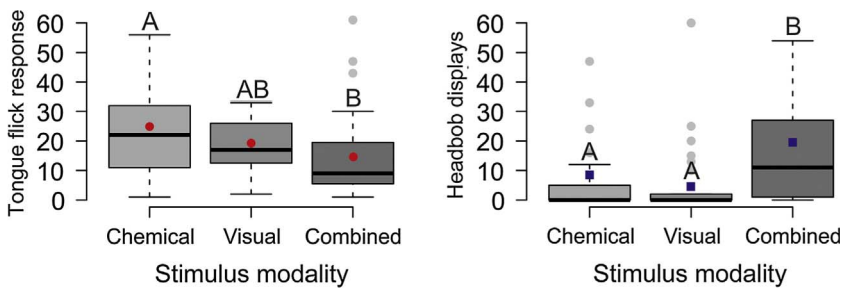 Tongue flick response
60
50
40
30
20
10
0
A
AB
B
Chemical Visual Combined
Stimulus modality
Headbob displays
60
50
40
30
20
10
0
A
A
B
Chemical Visual Combined
Stimulus modality